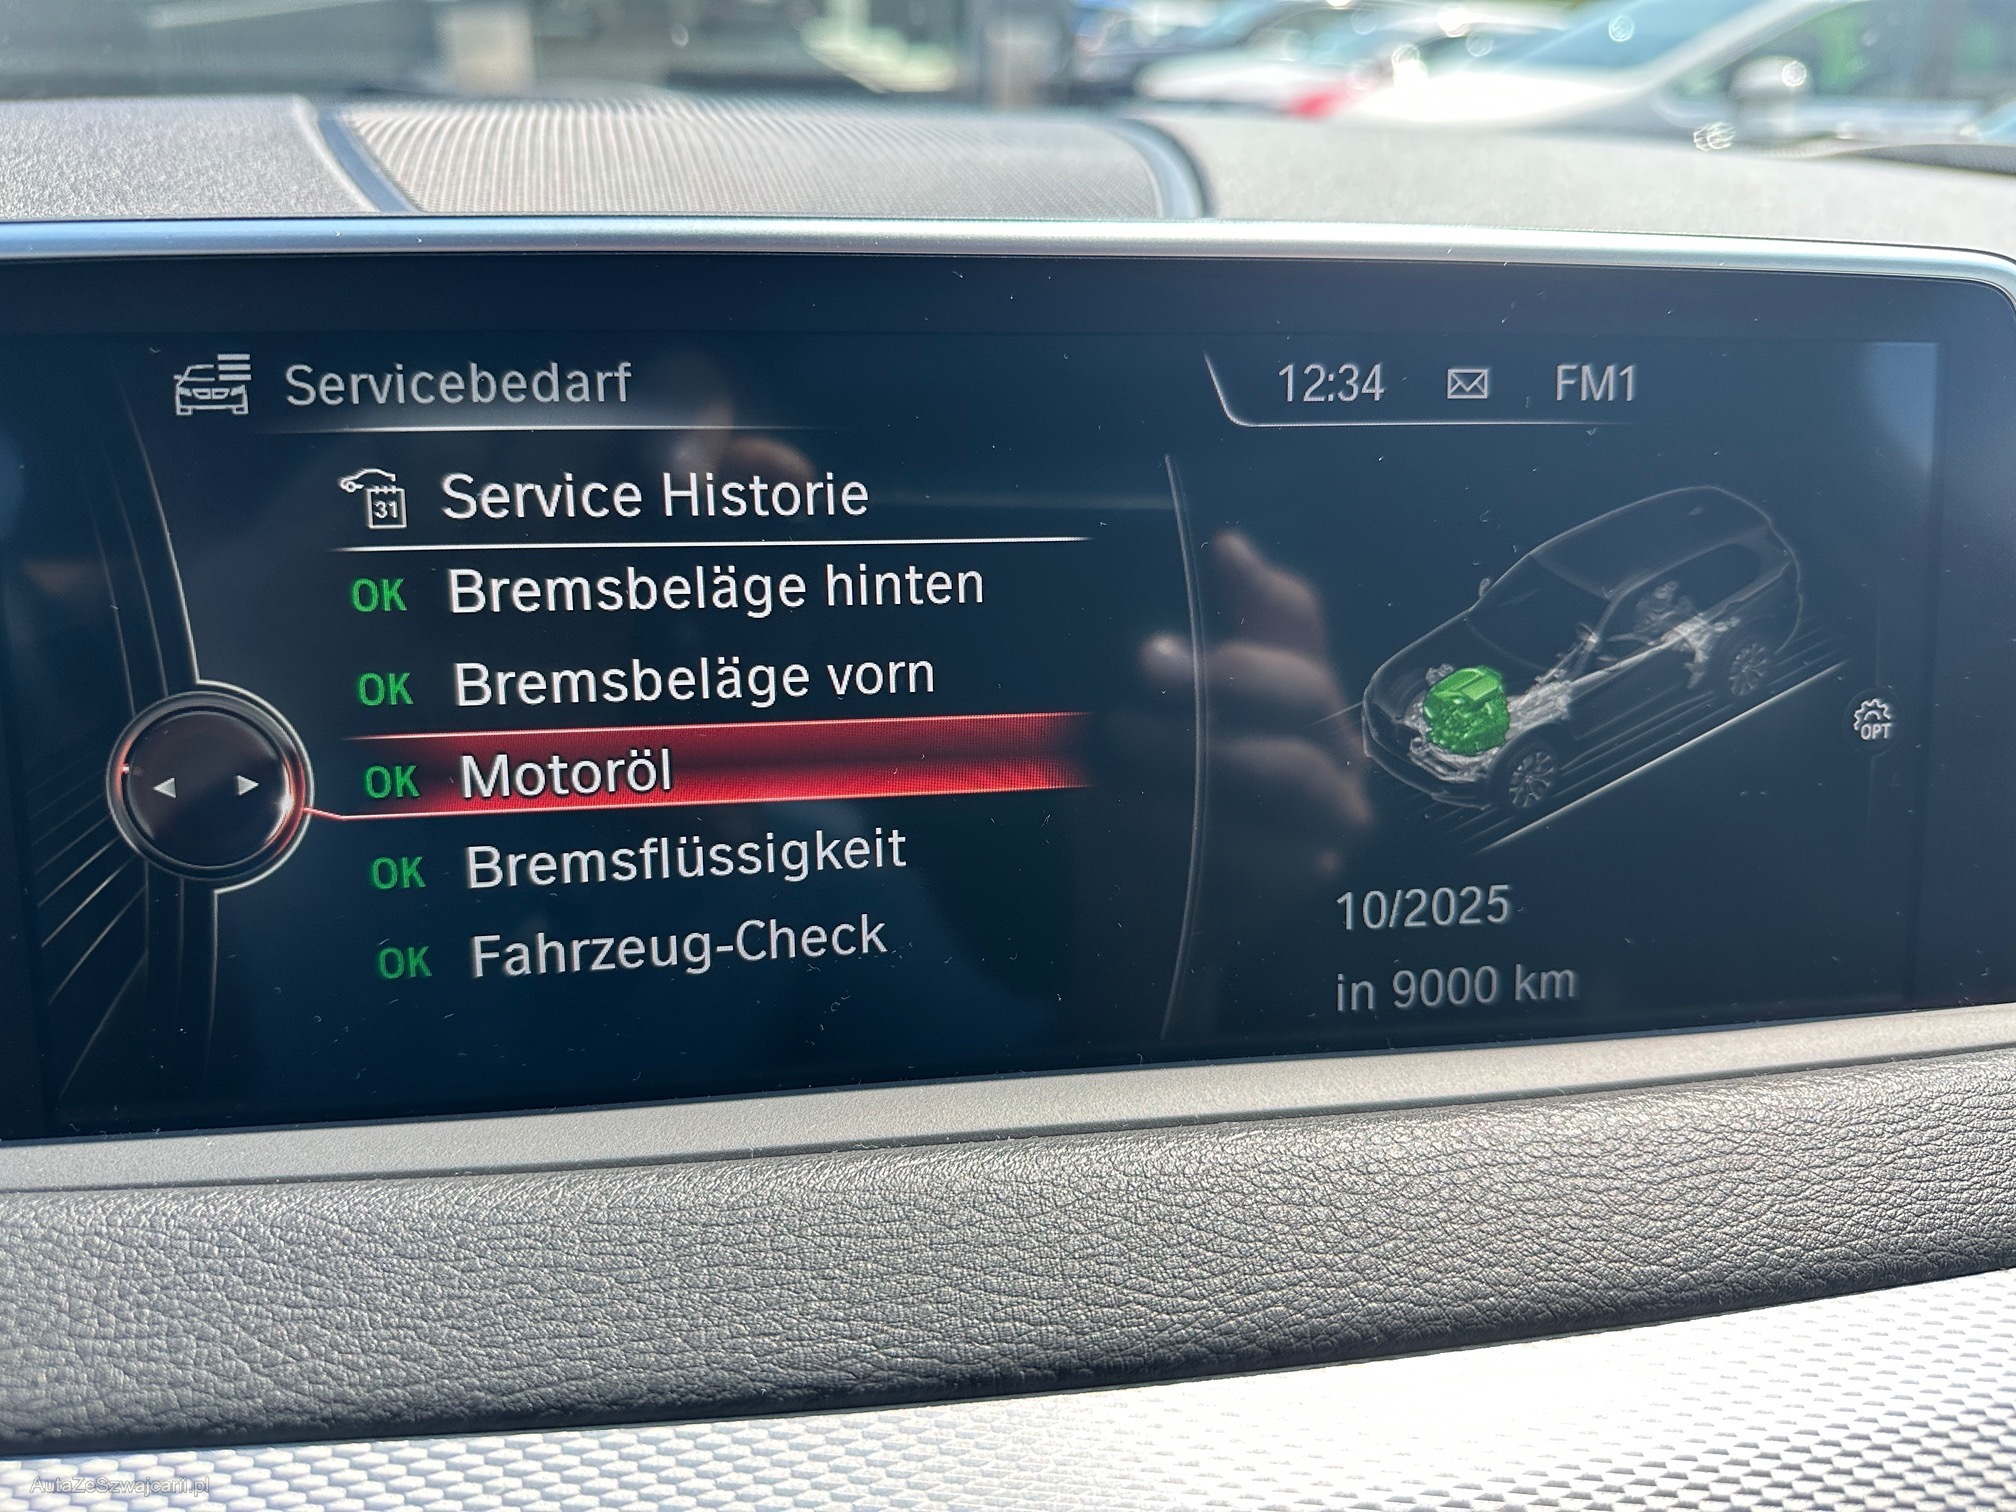 Servicebedarf
12:34 FM1
31 Service Historie
OK Bremsbeläge hinten
OK Bremsbeläge vorn
OK Motoröl
OK Bremsflüssigkeit
OK Fahrzeug-Check
OPT
10/2025
in 9000 km
AutaZeSzwajcarii.pl